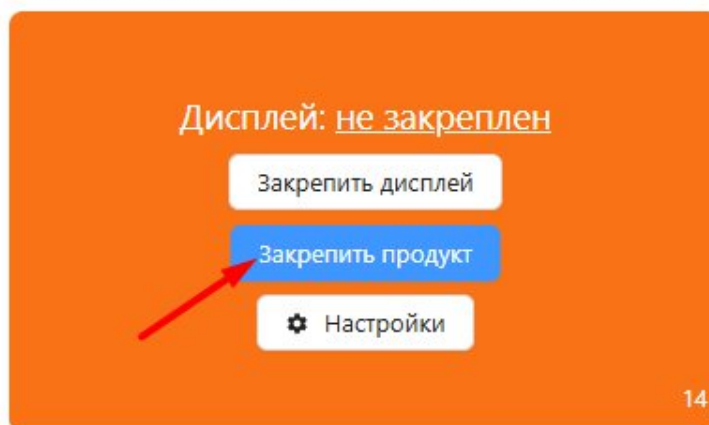 Дисплей: не закреплен
Закрепить дисплей
Закрепить продукт
Настройки
14